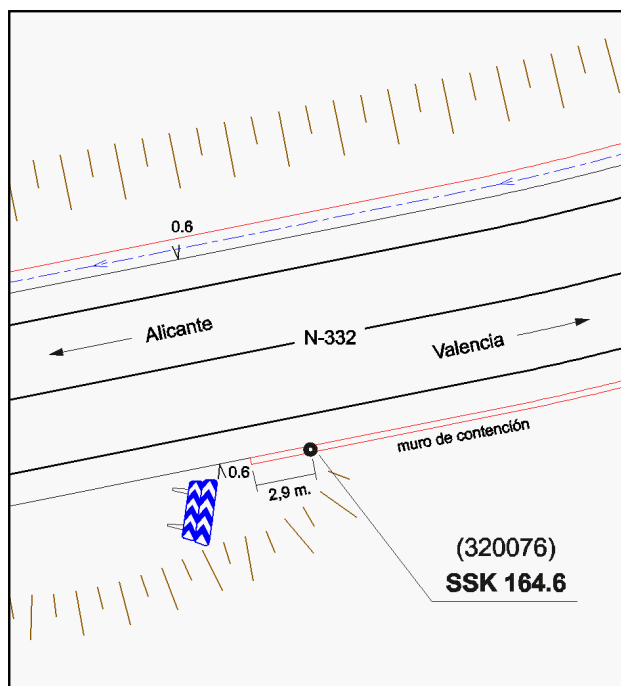 0.6
Alicante
N-332
Valencia
muro de contención
0.6
2,9 m.
(320076)
SSK 164.6